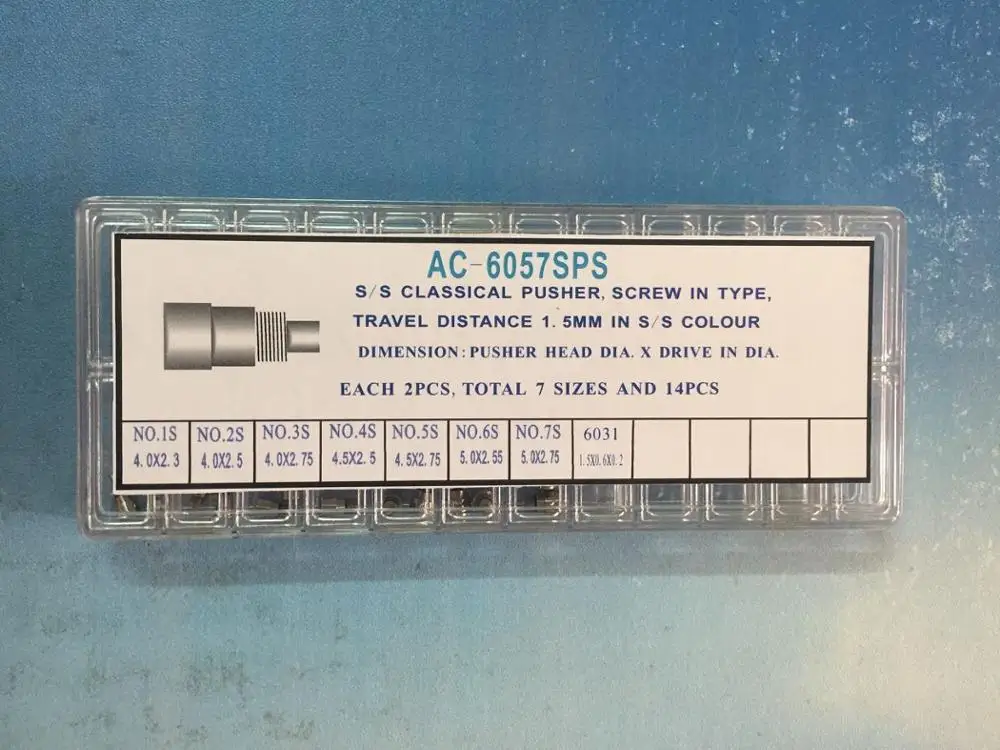 AC-6057SPS
S/S CLASSICAL PUSHER, SCREW IN TYPE,
TRAVEL DISTANCE 1.5MM IN S/S COLOUR
DIMENSION: PUSHER HEAD DIA. X DRIVE IN DIA.
EACH 2PCS, TOTAL 7 SIZES AND 14PCS
NO.1S NO.2S NO.3S NO.4S NO.5S NO.6S NO.7S 6031
4.0X2.3 4.0X2.5 4.0X2.75 4.5X2.5 4.5X2.75 5.0X2.55 5.0X2.75 1.5X0.6X0.2